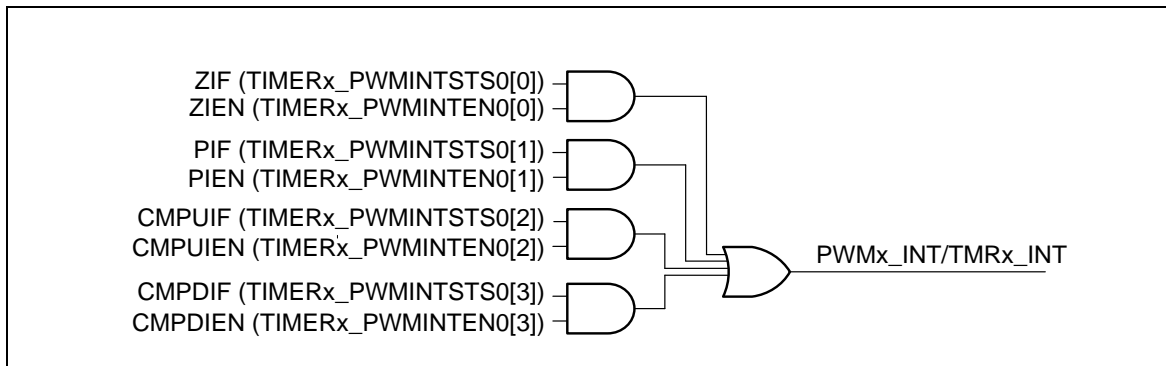 ZIF (TIMERx_PWMINTSTS0[0])
ZIEN (TIMERx_PWMINTEN0[0])
PIF (TIMERx_PWMINTSTS0[1])
PIEN (TIMERx_PWMINTEN0[1])
CMPUIF (TIMERx_PWMINTSTS0[2])
CMPUIEN (TIMERx_PWMINTEN0[2])
PWMx_INT/TMRx_INT
CMPDIF (TIMERx_PWMINTSTS0[3])
CMPDIEN (TIMERx_PWMINTEN0[3])